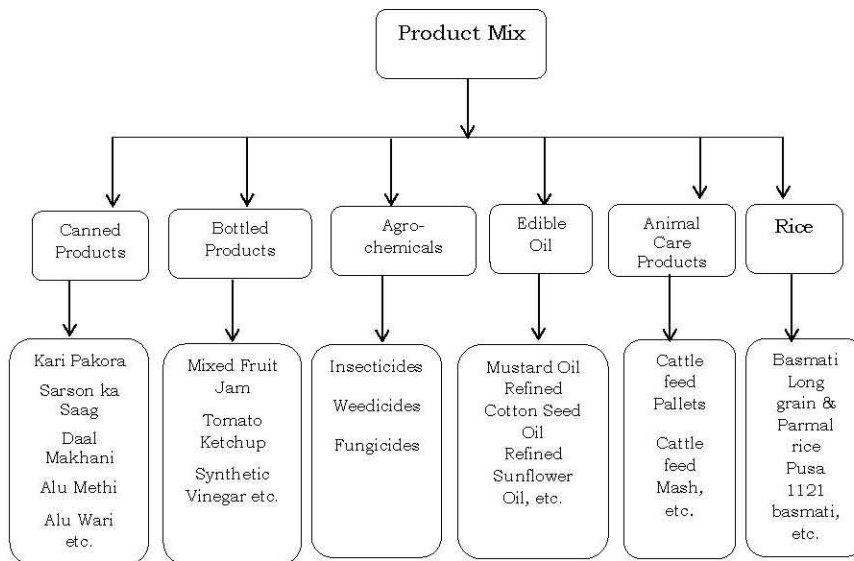 Product Mix
Canned
Products
Bottled
Products
Agro-
chemicals
Edible
Oil
Animal
Care
Products
Rice
Kari Pakora
Sarson ka
Saag
Daal
Makhani
Alu Methi
Alu Wari
etc.
Mixed Fruit
Jam
Tomato
Ketchup
Synthetic
Vinegar etc.
Insecticides
Weedicides
Fungicides
Mustard Oil
Refined
Cotton Seed
Oil
Refined
Sunflower
Oil, etc.
Cattle
feed
Pallets
Cattle
feed
Mash,
etc.
Basmati
Long
grain &
Parmal
rice
Pusa
1121
basmati,
etc.